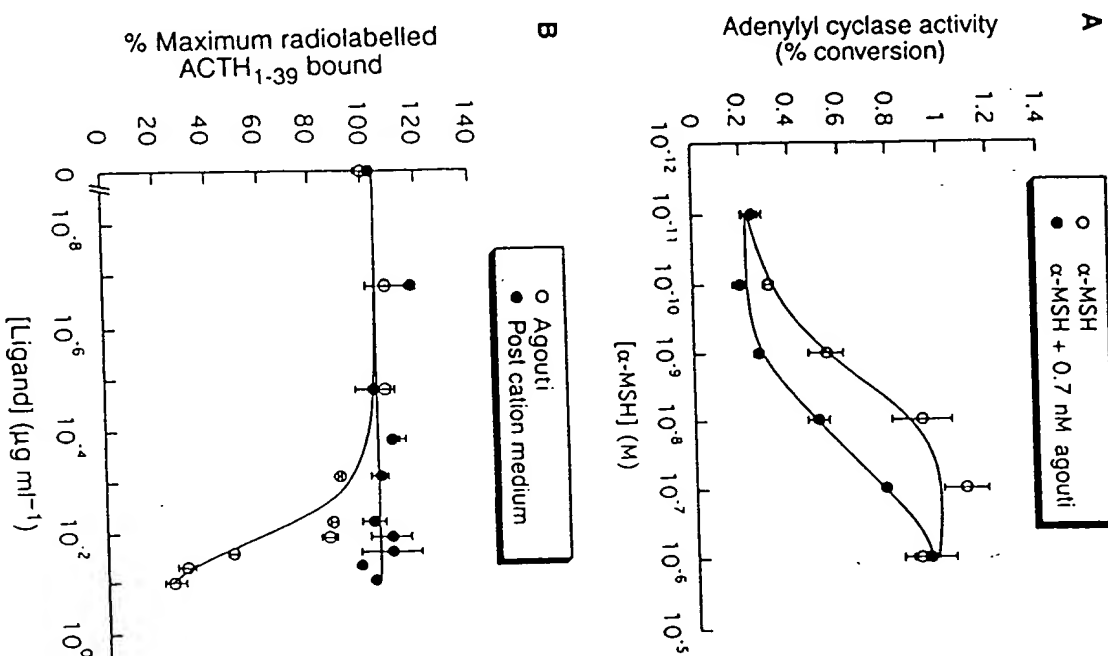 A
Adenylyl cyclase activity
(% conversion)
1.4
1.2
1
0.8
0.6
0.4
0.2
0
10-12
10-11
10-10
10-9
10-8
10-7
10-6
10-5
[α-MSH] (M)
○ α-MSH
● α-MSH + 0.7 nM agouti
B
% Maximum radiolabelled
ACTH1-39 bound
140
120
100
80
60
40
20
0
0
10-8
10-6
10-4
10-2
100
[Ligand] (μg ml-1)
○ Agouti
● Post cation medium